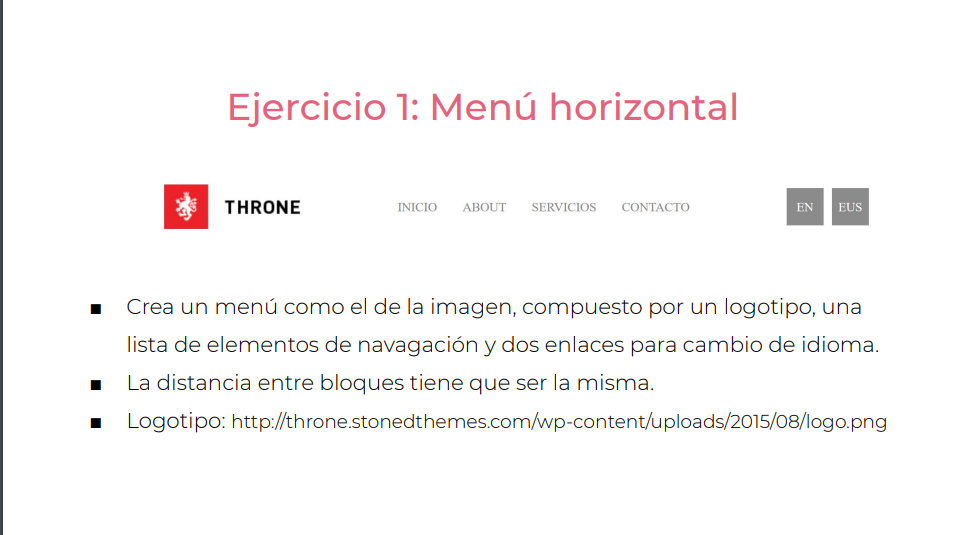 Ejercicio 1: Menú horizontal
THRONE INICIO ABOUT SERVICIOS CONTACTO EN EUS
■ Crea un menú como el de la imagen, compuesto por un logotipo, una
lista de elementos de navagación y dos enlaces para cambio de idioma.
■ La distancia entre bloques tiene que ser la misma.
■ Logotipo: http://throne.stonedthemes.com/wp-content/uploads/2015/08/logo.png